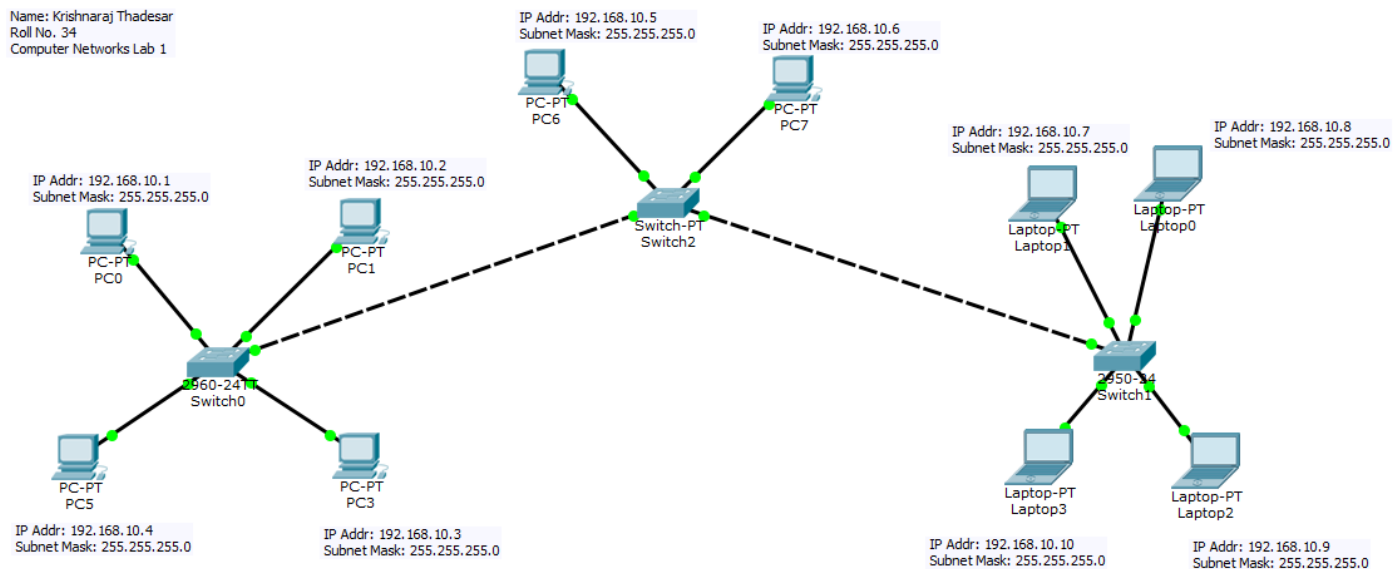 Name: Krishnaraj Thadesar
Roll No. 34
Computer Networks Lab 1
IP Addr: 192.168.10.5
Subnet Mask: 255.255.255.0
IP Addr: 192.168.10.6
Subnet Mask: 255.255.255.0
PC-PT
PC6
PC-PT
PC7
IP Addr: 192.168.10.7
Subnet Mask: 255.255.255.0
IP Addr: 192.168.10.8
Subnet Mask: 255.255.255.0
IP Addr: 192.168.10.1
Subnet Mask: 255.255.255.0
IP Addr: 192.168.10.2
Subnet Mask: 255.255.255.0
Switch-PT
Switch2
Laptop-PT
Laptop1
Laptop-PT
Laptop0
PC-PT
PC0
PC-PT
PC1
2960-24TT
Switch0
2950-24
Switch1
PC-PT
PC5
PC-PT
PC3
Laptop-PT
Laptop3
Laptop-PT
Laptop2
IP Addr: 192.168.10.4
Subnet Mask: 255.255.255.0
IP Addr: 192.168.10.3
Subnet Mask: 255.255.255.0
IP Addr: 192.168.10.10
Subnet Mask: 255.255.255.0
IP Addr: 192.168.10.9
Subnet Mask: 255.255.255.0